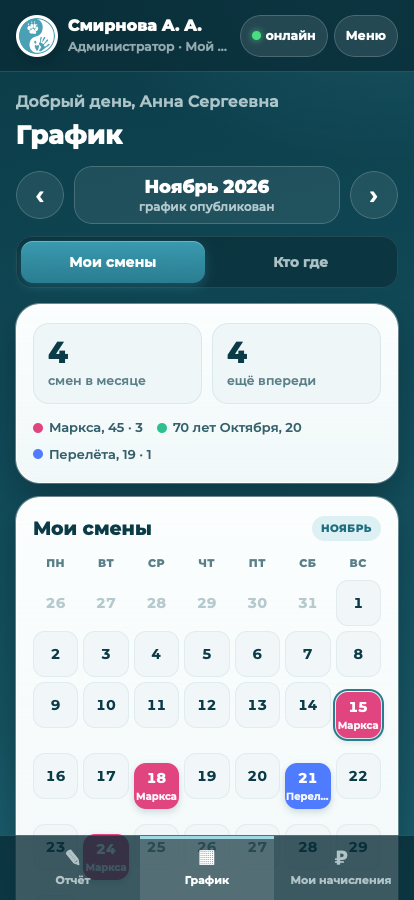 Смирнова А. А.
Администратор · Мой ...
онлайн
Меню
Добрый день, Анна Сергеевна
График
‹
Ноябрь 2026
график опубликован
›
Мои смены
Кто где
4
смен в месяце
4
ещё впереди
Маркса, 45 · 3
70 лет Октября, 20
Перелёта, 19 · 1
Мои смены
НОЯБРЬ
ПН ВТ СР ЧТ ПТ СБ ВС
26 27 28 29 30 31 1
2 3 4 5 6 7 8
9 10 11 12 13 14 15
Маркса
16 17 18 19 20 21 22
Маркса Перел...
23 24 25 26 27 28 29
Маркса
₽
Отчёт
График
Мои начисления